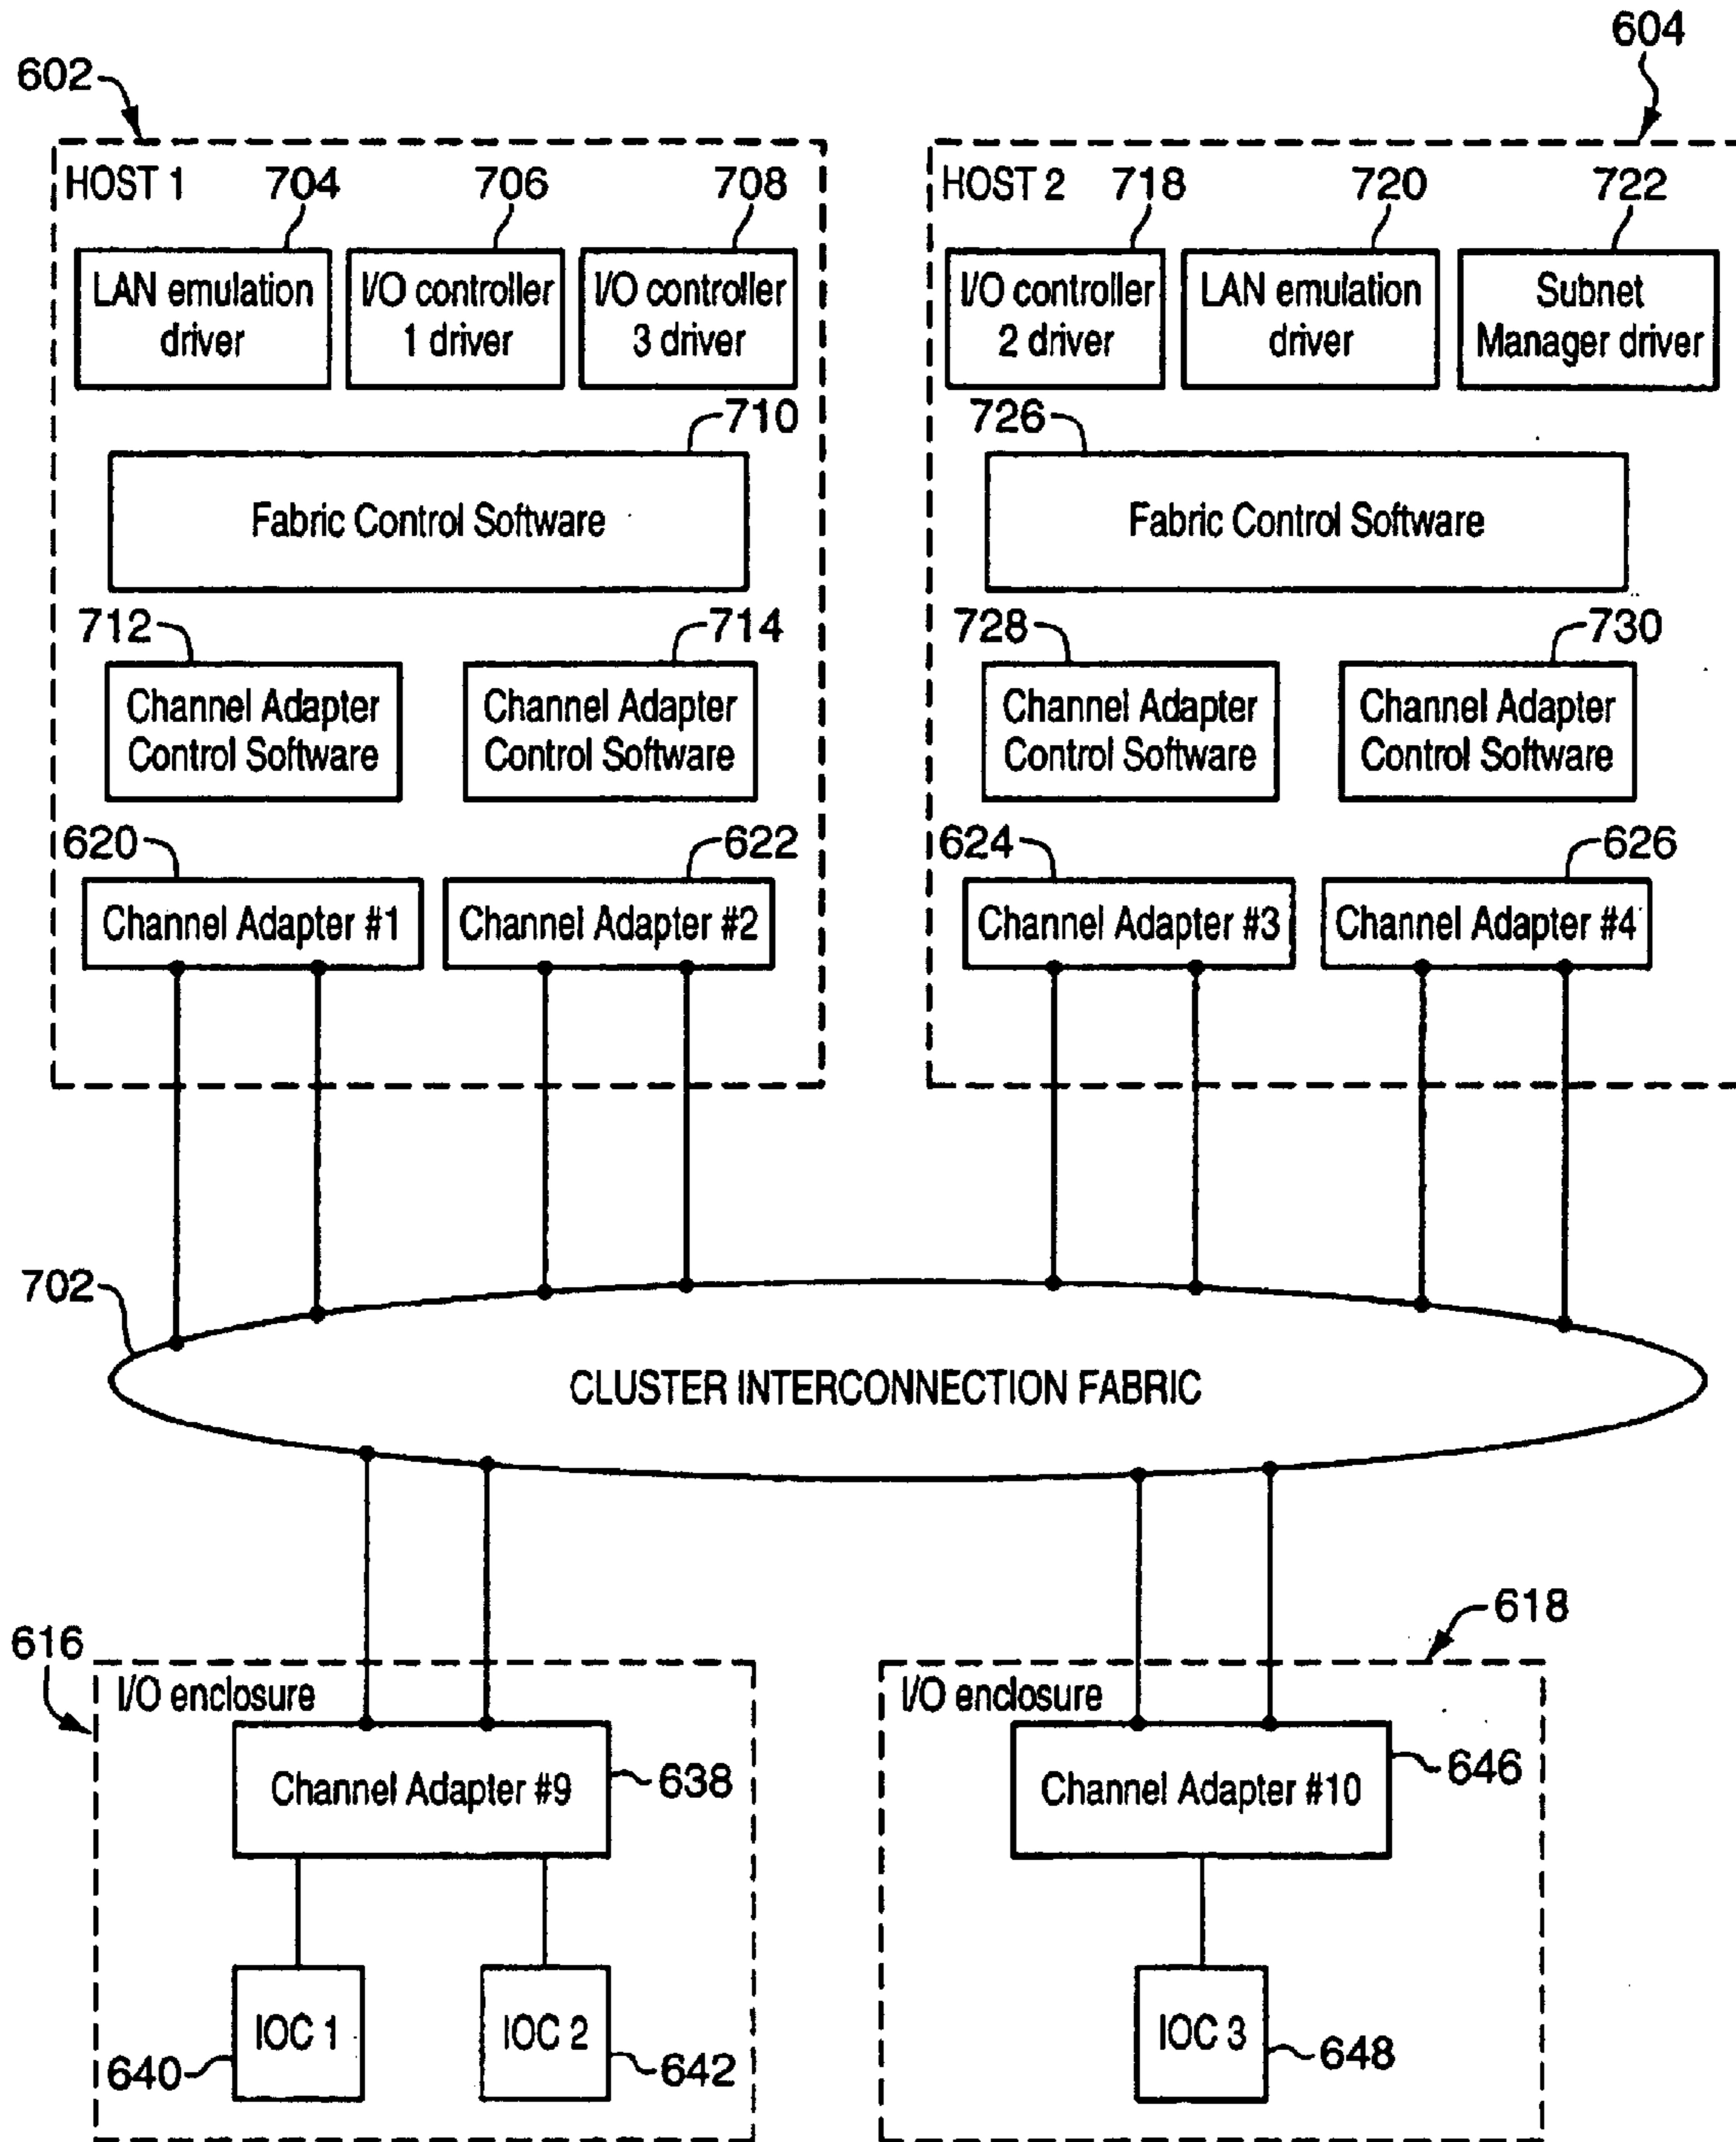 604
602
HOST 1 704 706 708
HOST 2 718 720 722
LAN emulation driver
I/O controller 1 driver
I/O controller 3 driver
I/O controller 2 driver
LAN emulation driver
Subnet Manager driver
710
726
Fabric Control Software
Fabric Control Software
712
714
728
730
Channel Adapter Control Software
Channel Adapter Control Software
Channel Adapter Control Software
Channel Adapter Control Software
620
622
624
626
Channel Adapter #1
Channel Adapter #2
Channel Adapter #3
Channel Adapter #4
702
CLUSTER INTERCONNECTION FABRIC
616
618
I/O enclosure
I/O enclosure
Channel Adapter #9
638
Channel Adapter #10
646
IOC 1
IOC 2
IOC 3
640
642
648